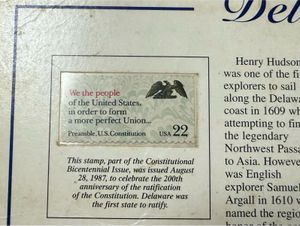 Del
We the people
of the United States,
in order to form
a more perfect Union...
Preamble, U.S. Constitution USA 22
This stamp, part of the Constitutional
Bicentennial Issue, was issued August
28, 1987, to celebrate the 200th
anniversary of the ratification
of the Constitution. Delaware was
the first state to ratify.
Henry Hudson
was one of the fi
explorers to sail
along the Delawa
coast in 1609 wh
attempting to fin
the legendary
Northwest Passa
to Asia. However
was English
explorer Samuel
Argall in 1610 w
named the regio